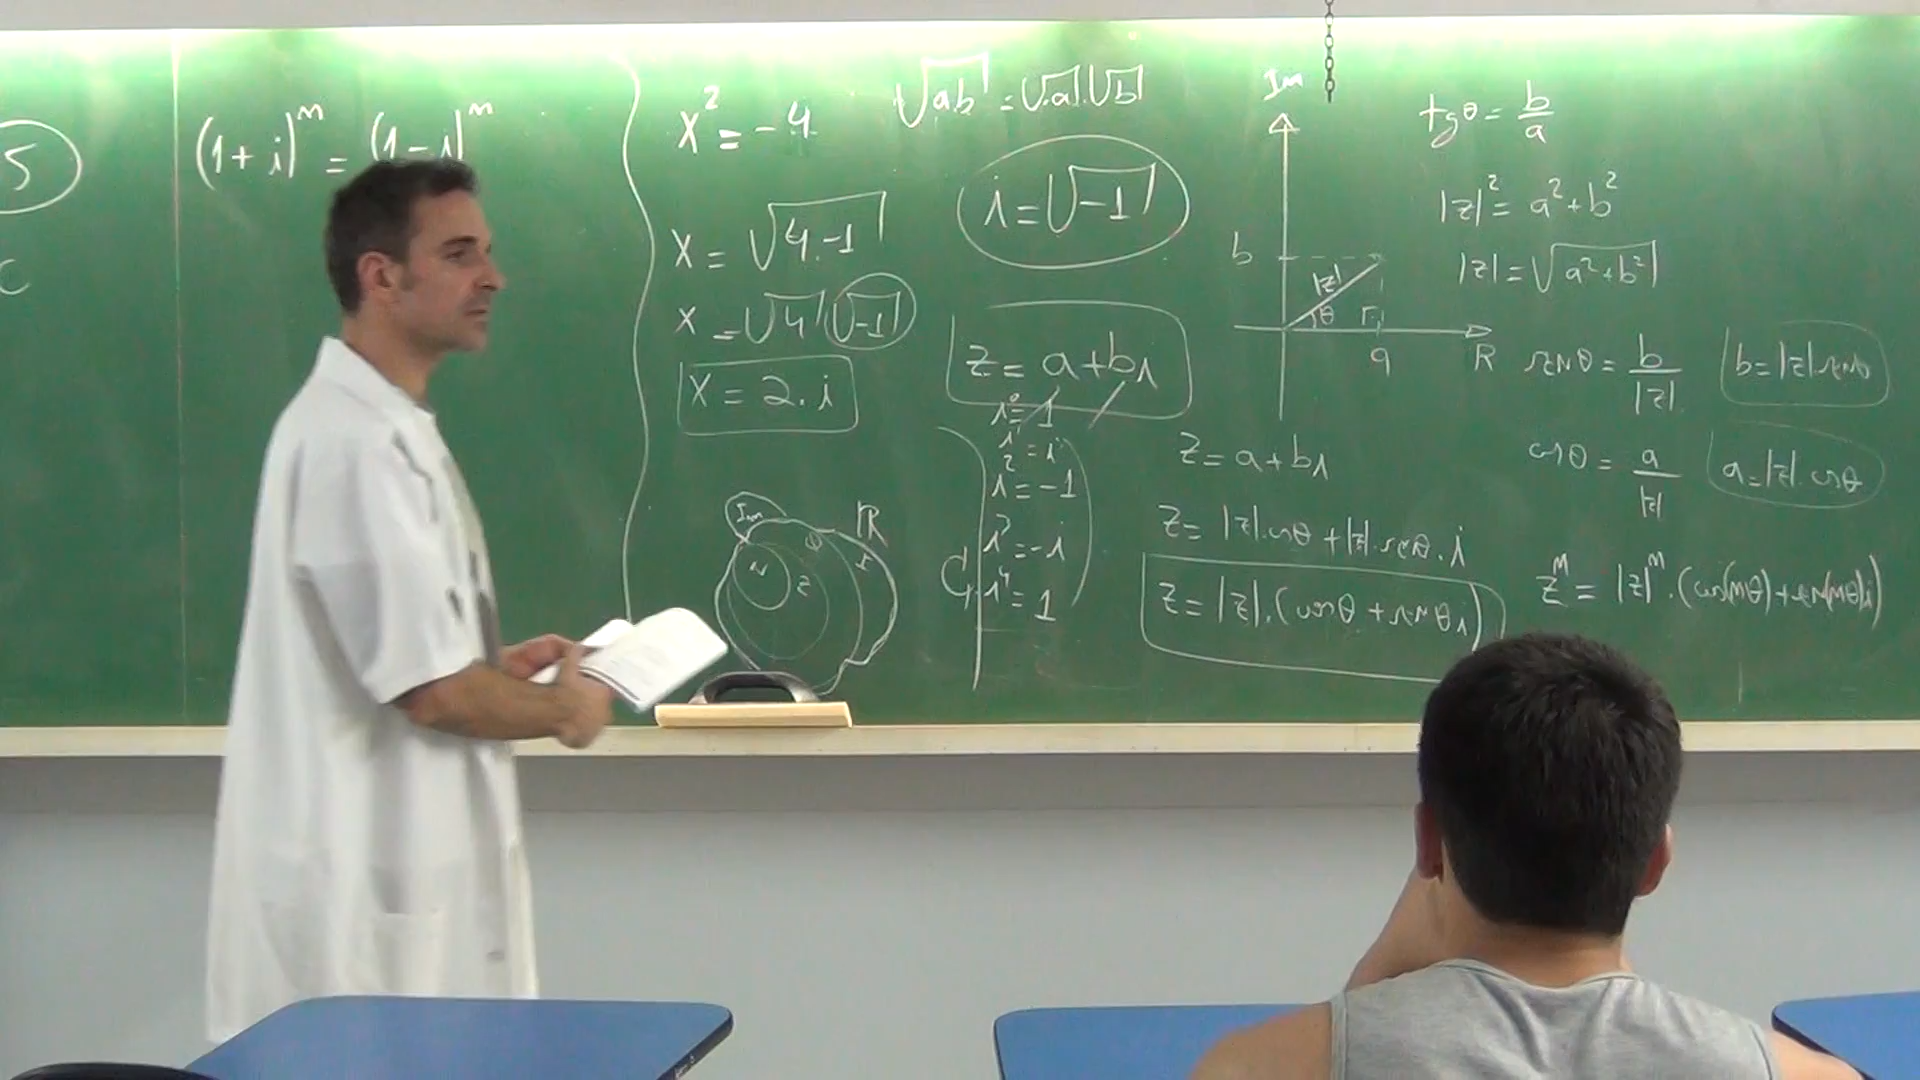 5
C
(1+i)^m = (1-i)^m
x² = -4
x = √4.-1
x = √4 √-1
x = 2.i
Im
IR
N
Z
Q
I
√a.b = √a.√b
i = √-1
z = a+bi
i⁰ = 1
i¹ = i
i² = -1
i³ = -i
i⁴ = 1
C
Im
b
|z|
θ
a
R
z = a+bi
z = |z|.cosθ + |z|.senθ.i
z = |z|.(cosθ + senθi)
tgθ = b/a
|z|² = a²+b²
|z| = √a²+b²
senθ = b/|z|
b = |z|senθ
cosθ = a/|z|
a = |z|.cosθ
z^m = |z|^m.(cos(mθ)+sen(mθ)i)